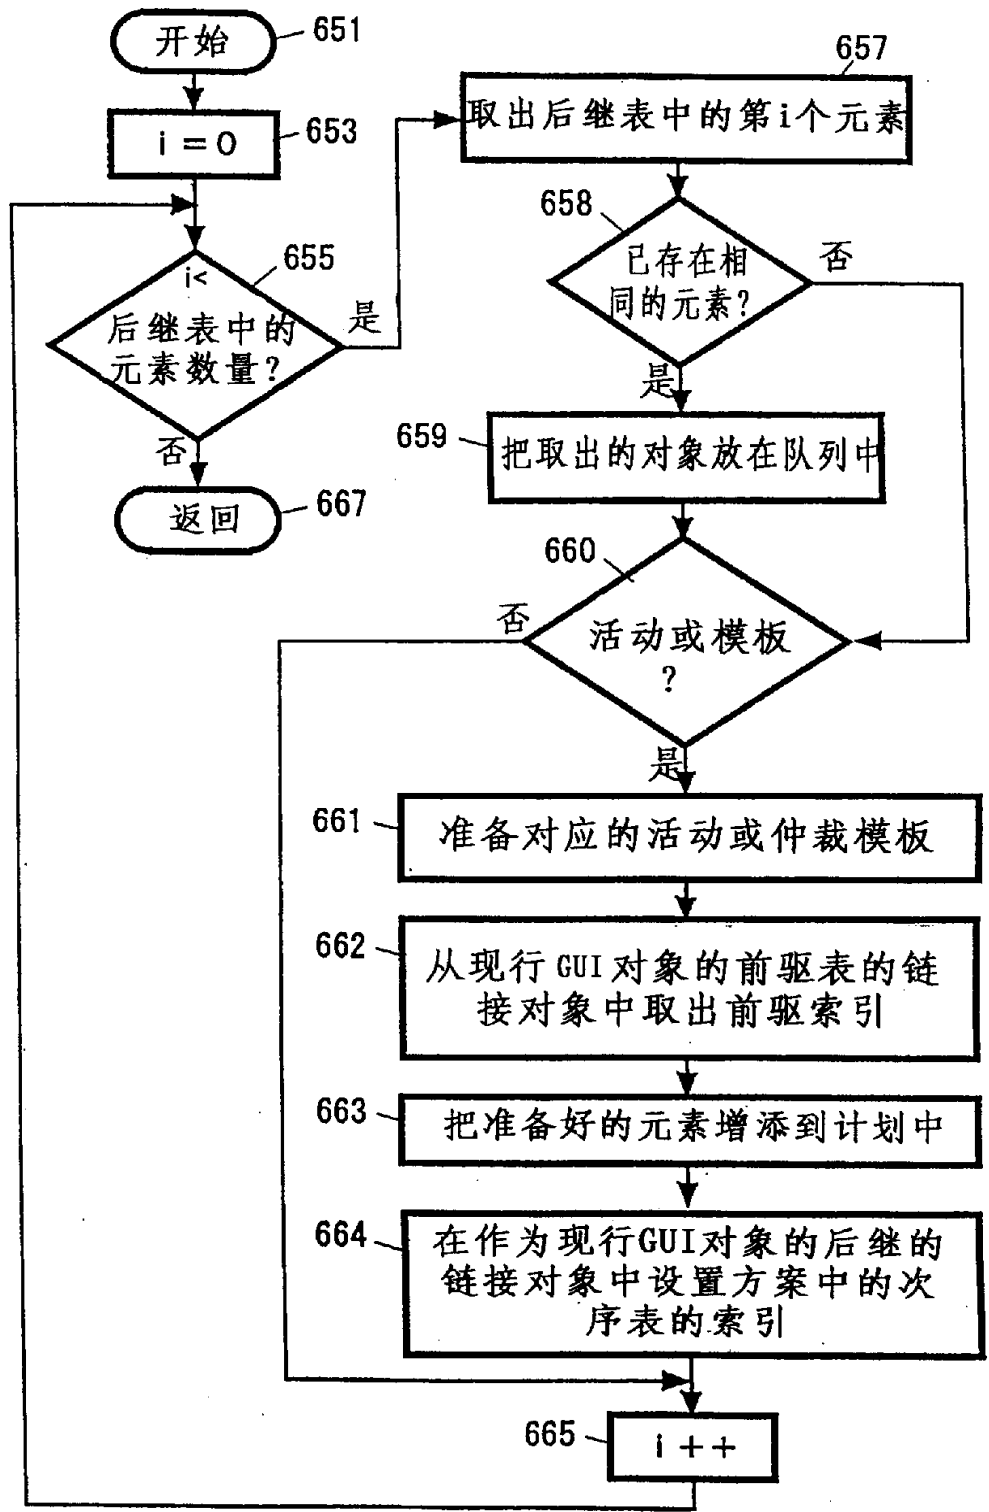 开始
651
i = 0
653
i<
后继表中的
元素数量?
655
是
否
返回
667
657
取出后继表中的第i个元素
658
已存在相
同的元素?
否
是
659
把取出的对象放在队列中
660
活动或模板
?
否
是
661
准备对应的活动或仲裁模板
662
从现行GUI对象的前驱表的链
接对象中取出前驱索引
663
把准备好的元素增添到计划中
664
在作为现行GUI对象的后继的
链接对象中设置方案中的次
序表的索引
665
i ++